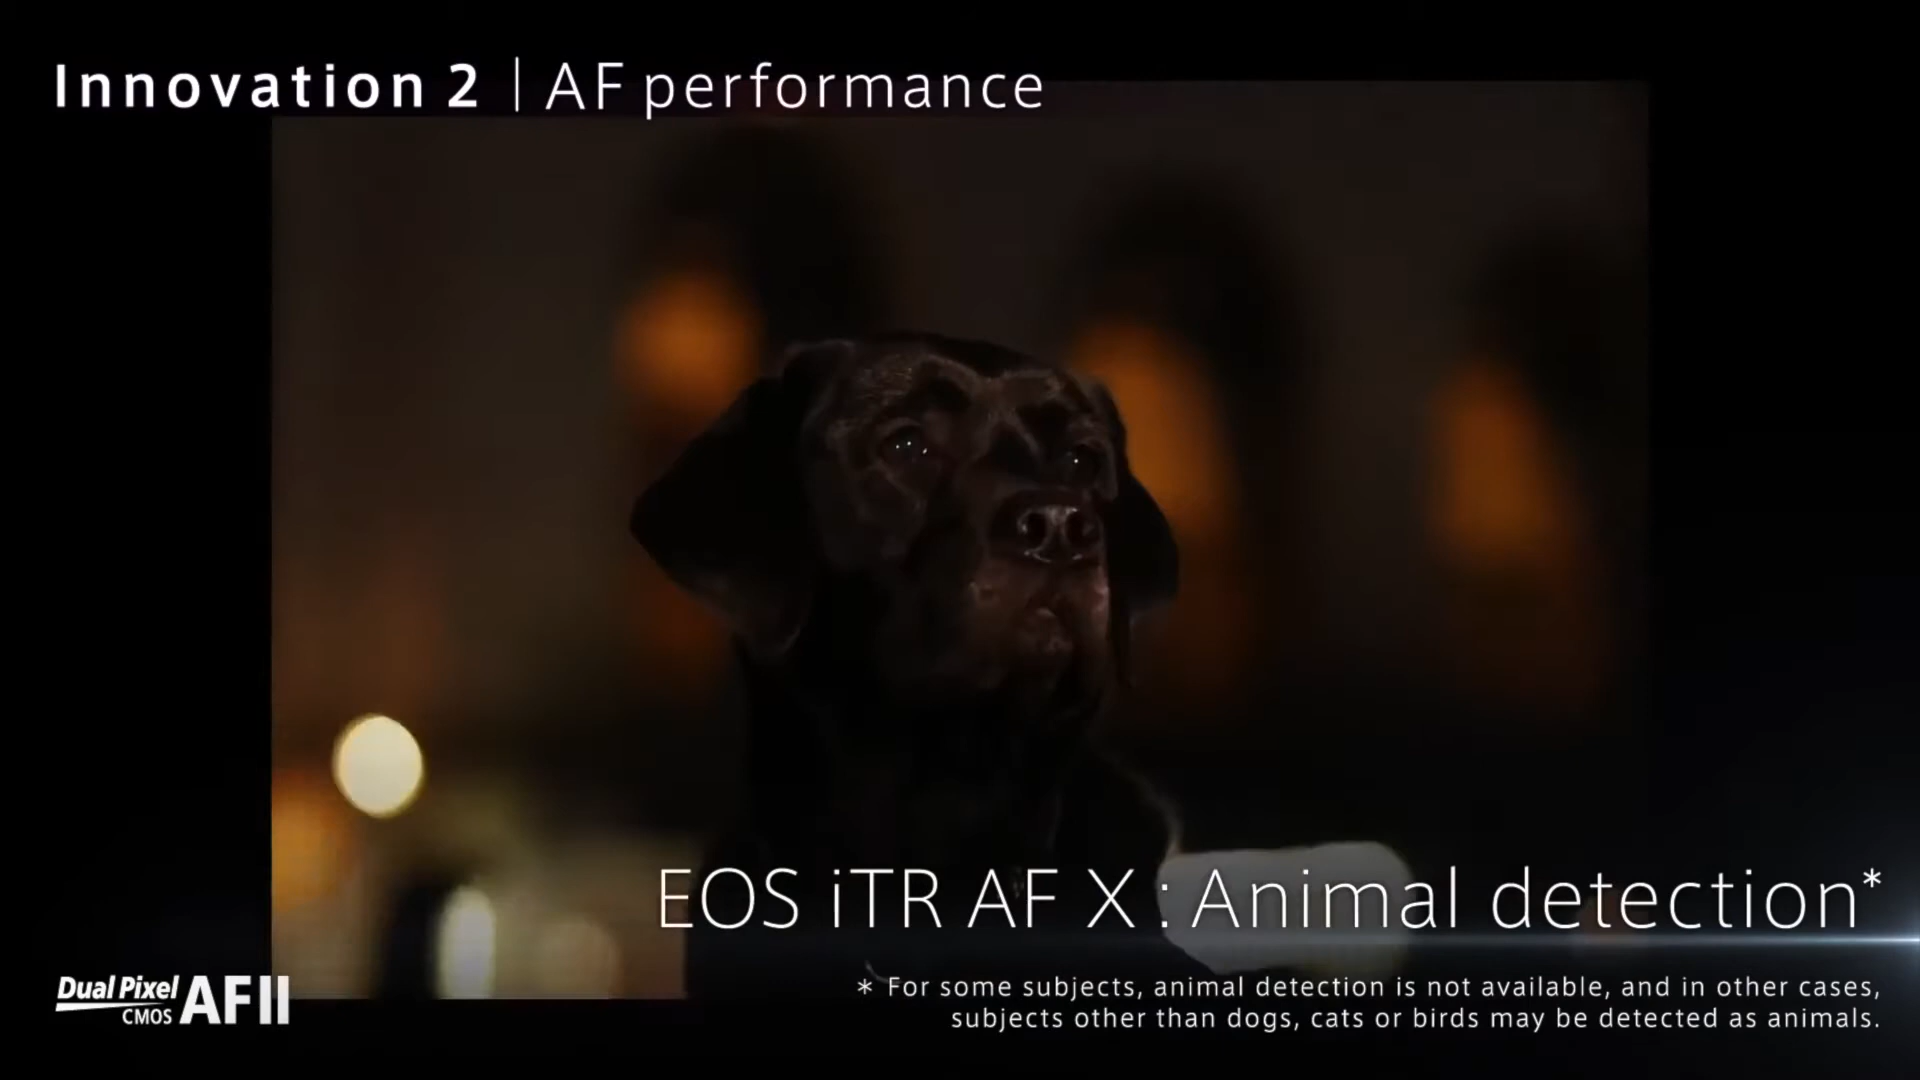 Innovation 2 | AF performance
EOS iTR AF X : Animal detection*
Dual Pixel
CMOS AF II
* For some subjects, animal detection is not available, and in other cases,
subjects other than dogs, cats or birds may be detected as animals.